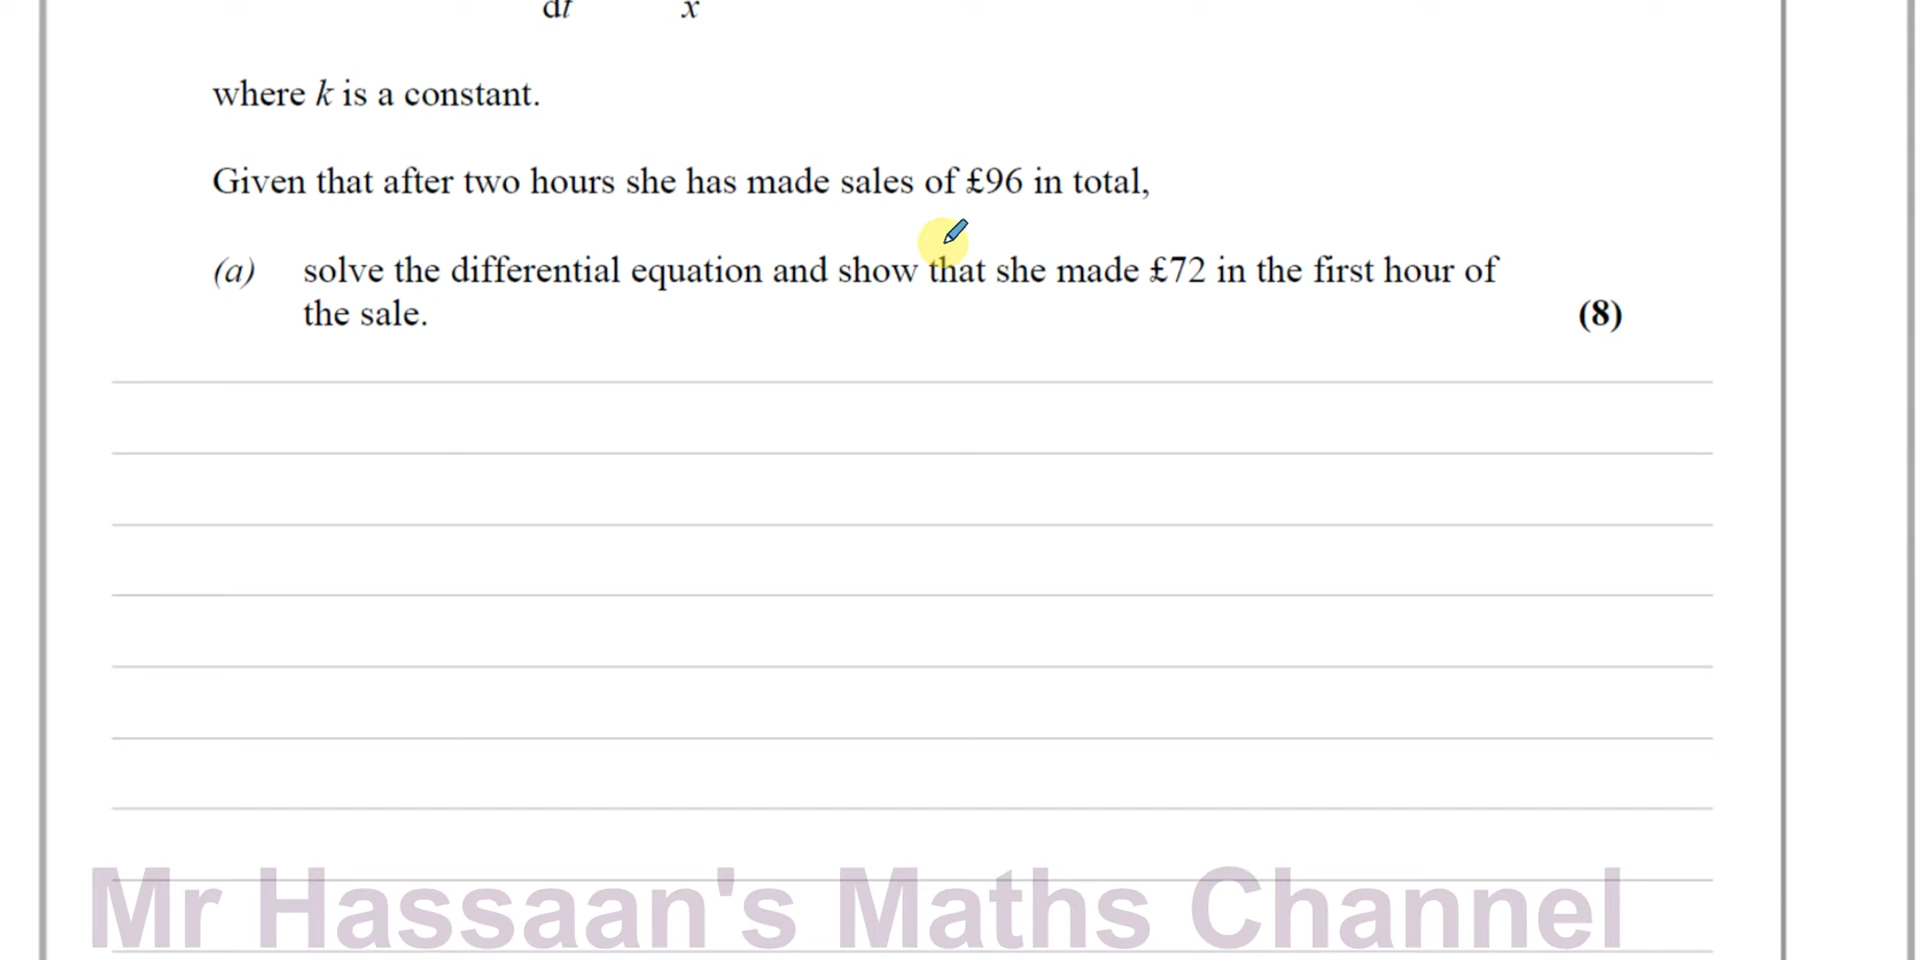 dt x
where k is a constant.
Given that after two hours she has made sales of £96 in total,
(a) solve the differential equation and show that she made £72 in the first hour of
the sale.
(8)
Mr Hassaan's Maths Channel